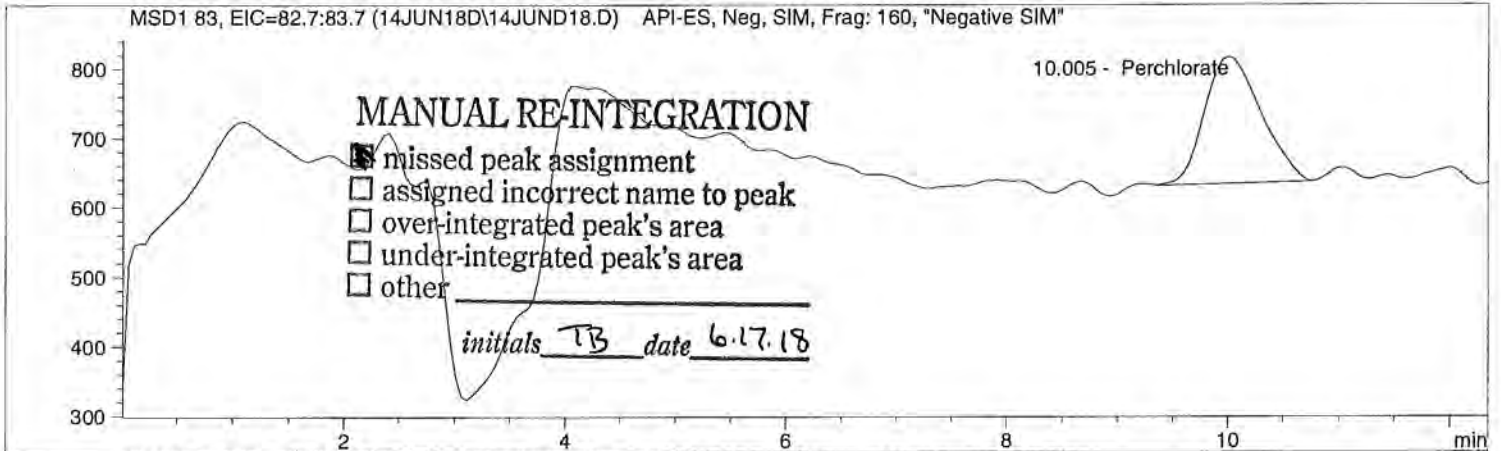 MSD1 83, EIC=82.7:83.7 (14JUN18D\14JUND18.D) API-ES, Neg, SIM, Frag: 160, "Negative SIM"
800
700
600
500
400
300
10.005 - Perchlorate
MANUAL RE-INTEGRATION
missed peak assignment
assigned incorrect name to peak
over-integrated peak's area
under-integrated peak's area
other
initials TB date 6.17.18
2 4 6 8 10 min